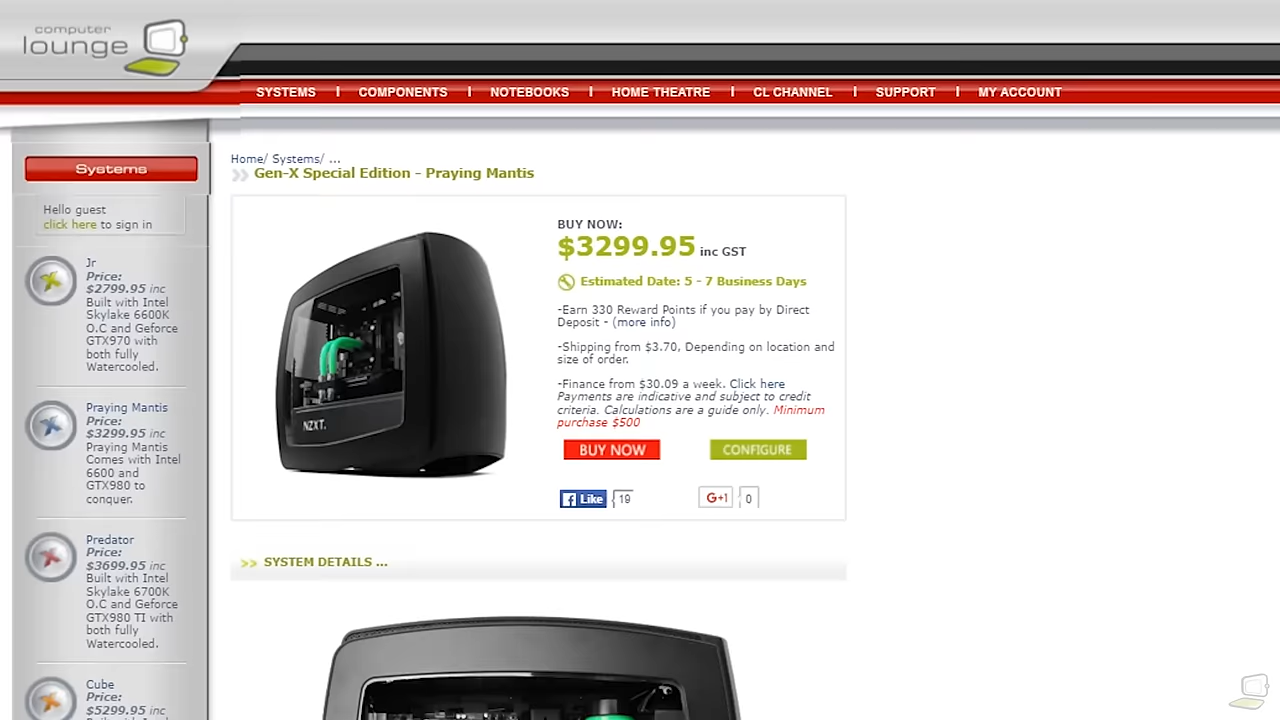 computer
lounge
SYSTEMS
COMPONENTS
NOTEBOOKS
HOME THEATRE
CL CHANNEL
SUPPORT
MY ACCOUNT
Systems
Hello guest
click here to sign in
Jr
Price:
$2799.95 inc
Built with Intel
Skylake 6600K
O.C and Geforce
GTX970 with
both fully
Watercooled.
Praying Mantis
Price:
$3299.95 inc
Praying Mantis
Comes with Intel
6600 and
GTX980 to
conquer.
Predator
Price:
$3699.95 inc
Built with Intel
Skylake 6700K
O.C and Geforce
GTX980 TI with
both fully
Watercooled.
Cube
Price:
$5299.95 inc
Home/ Systems/ ...
Gen-X Special Edition - Praying Mantis
NZXT.
BUY NOW:
$3299.95 inc GST
Estimated Date: 5 - 7 Business Days
-Earn 330 Reward Points if you pay by Direct
Deposit - (more info)
-Shipping from $3.70, Depending on location and
size of order.
-Finance from $30.09 a week. Click here
Payments are indicative and subject to credit
criteria. Calculations are a guide only. Minimum
purchase $500
BUY NOW
CONFIGURE
Like 19
G+1 0
>> SYSTEM DETAILS ...